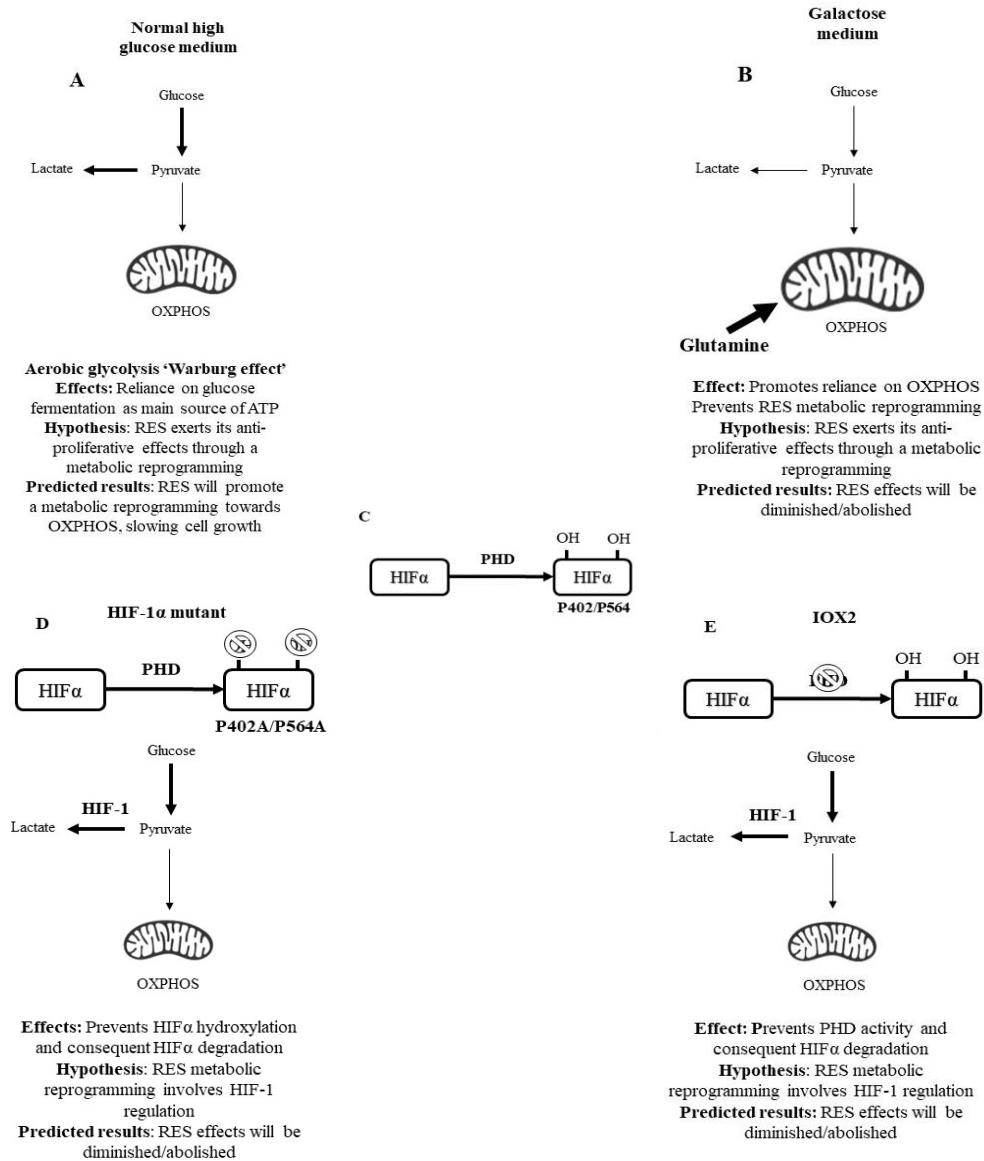 Normal high
glucose medium
A
Glucose
Lactate
Pyruvate
OXPHOS
Aerobic glycolysis ‘Warburg effect’
Effects: Reliance on glucose
fermentation as main source of ATP
Hypothesis: RES exerts its anti-
proliferative effects through a
metabolic reprogramming
Predicted results: RES will promote
a metabolic reprogramming towards
OXPHOS, slowing cell growth
Galactose
medium
B
Glucose
Lactate
Pyruvate
OXPHOS
Glutamine
Effect: Promotes reliance on OXPHOS
Prevents RES metabolic reprogramming
Hypothesis: RES exerts its anti-
proliferative effects through a metabolic
reprogramming
Predicted results: RES effects will be
diminished/abolished
C
OH OH
HIFα
PHD
HIFα
P402/P564
D
HIF-1α mutant
HIFα
PHD
HIFα
P402A/P564A
Glucose
HIF-1
Lactate
Pyruvate
OXPHOS
Effects: Prevents HIFα hydroxylation
and consequent HIFα degradation
Hypothesis: RES metabolic
reprogramming involves HIF-1
regulation
Predicted results: RES effects will be
diminished/abolished
E
IOX2
OH OH
HIFα
HIFα
Glucose
HIF-1
Lactate
Pyruvate
OXPHOS
Effect: Prevents PHD activity and
consequent HIFα degradation
Hypothesis: RES metabolic
reprogramming involves HIF-1 regulation
Predicted results: RES effects will be
diminished/abolished